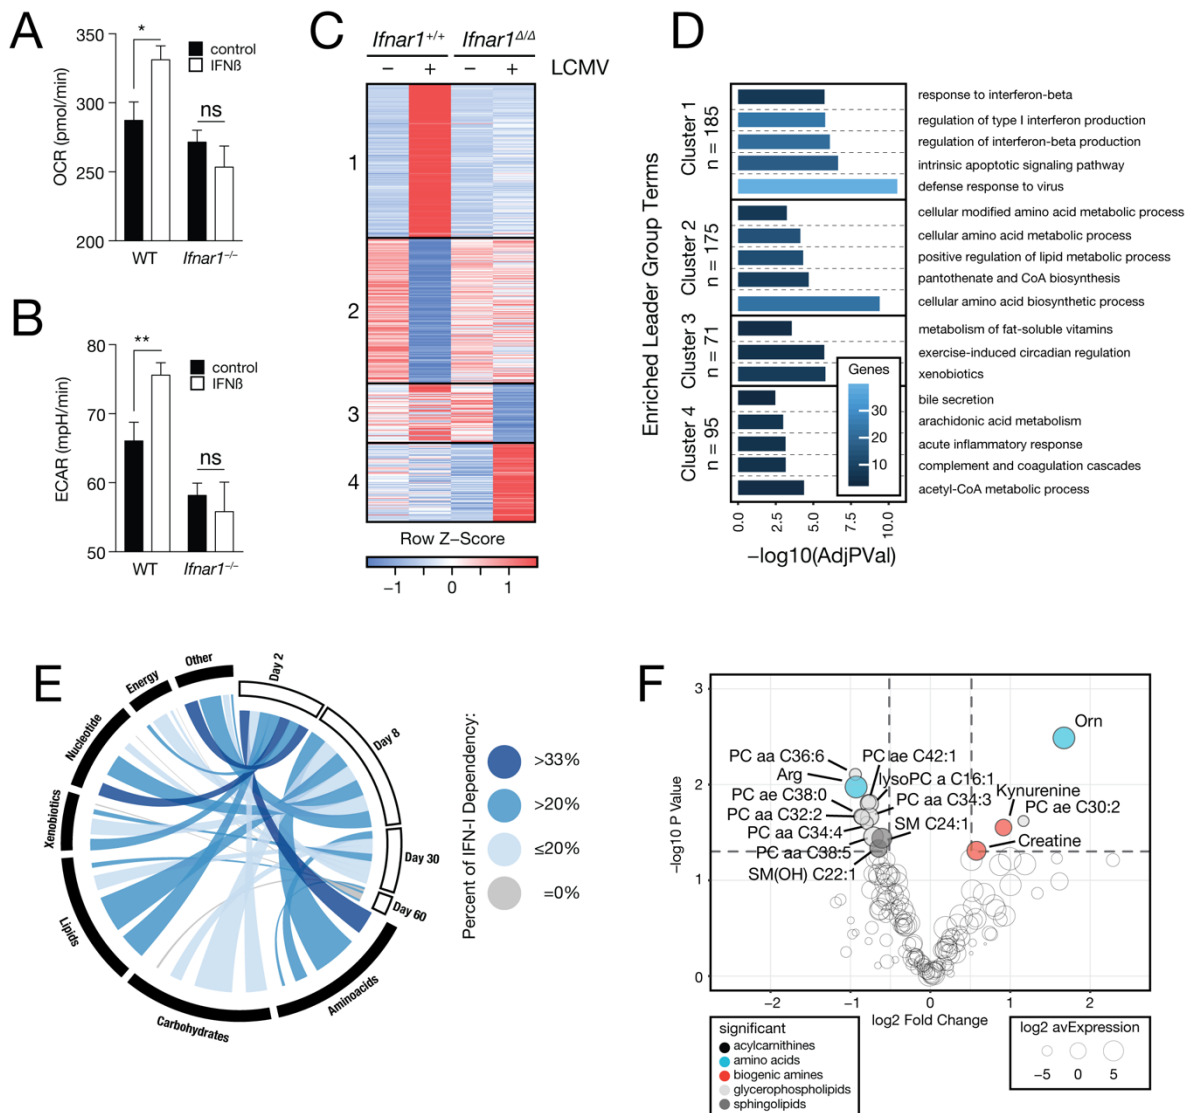 A
350
300
250
200
OCR (pmol/min)
*
ns
control
IFNß
WT
Ifnar1⁻/⁻
B
80
70
60
50
ECAR (mpH/min)
**
ns
control
IFNß
WT
Ifnar1⁻/⁻
C
Ifnar1⁺/⁺ Ifnar1Δ/Δ
− + − + LCMV
1
2
3
4
Row Z−Score
−1 0 1
D
Enriched Leader Group Terms
Cluster 1
n = 185
response to interferon-beta
regulation of type I interferon production
regulation of interferon-beta production
intrinsic apoptotic signaling pathway
defense response to virus
Cluster 2
n = 175
cellular modified amino acid metabolic process
cellular amino acid metabolic process
positive regulation of lipid metabolic process
pantothenate and CoA biosynthesis
cellular amino acid biosynthetic process
Cluster 3
n = 71
metabolism of fat-soluble vitamins
exercise-induced circadian regulation
xenobiotics
Cluster 4
n = 95
bile secretion
arachidonic acid metabolism
acute inflammatory response
complement and coagulation cascades
acetyl-CoA metabolic process
Genes
30
20
10
0.0 2.5 5.0 7.5 10.0
−log10(AdjPVal)
E
Day 2
Day 8
Day 30
Day 60
Aminoacids
Carbohydrates
Lipids
Xenobiotics
Nucleotide
Energy
Other
Percent of IFN-I Dependency:
>33%
>20%
≤20%
=0%
F
3
2
1
0
−log10 P Value
PC aa C36:6
Arg
PC ae C38:0
PC aa C32:2
PC aa C34:4
PC aa C38:5
SM(OH) C22:1
PC ae C42:1
lysoPC a C16:1
PC aa C34:3
SM C24:1
Orn
Kynurenine
PC ae C30:2
Creatine
−2 −1 0 1 2
log2 Fold Change
significant
acylcarnithines
amino acids
biogenic amines
glycerophospholipids
sphingolipids
log2 avExpression
−5 0 5